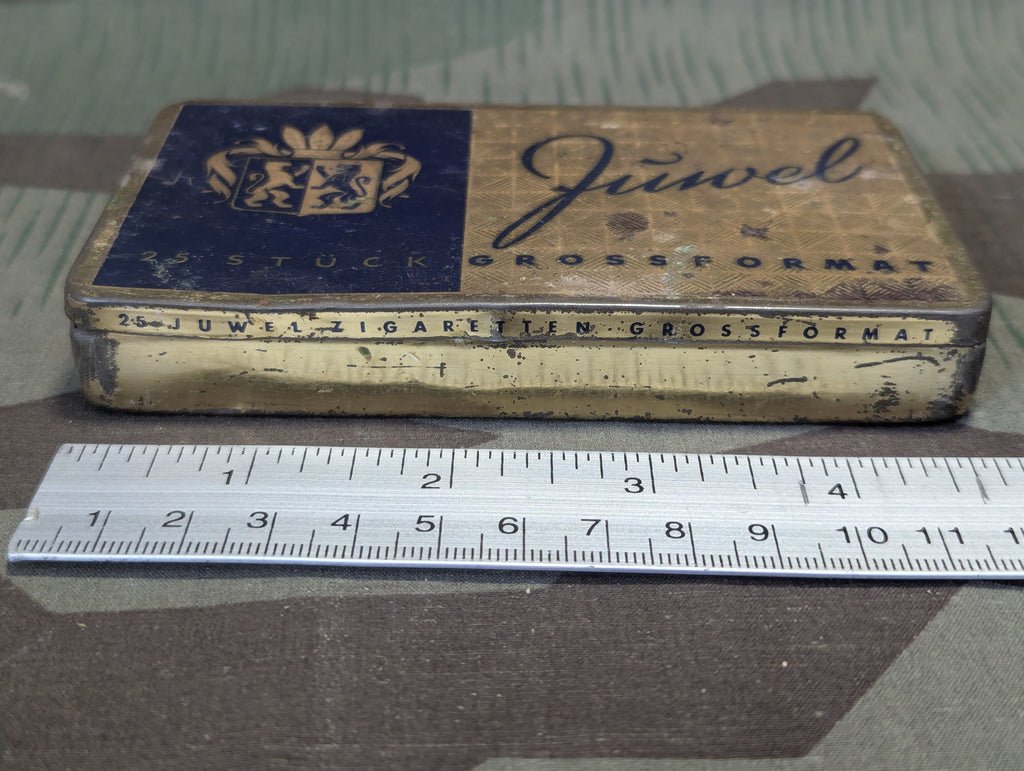 Juwel
25 STÜCK GROSSFORMAT
25 JUWEL ZIGARETTEN · GROSSFORMAT
1 2 3 4
1 2 3 4 5 6 7 8 9 10 11